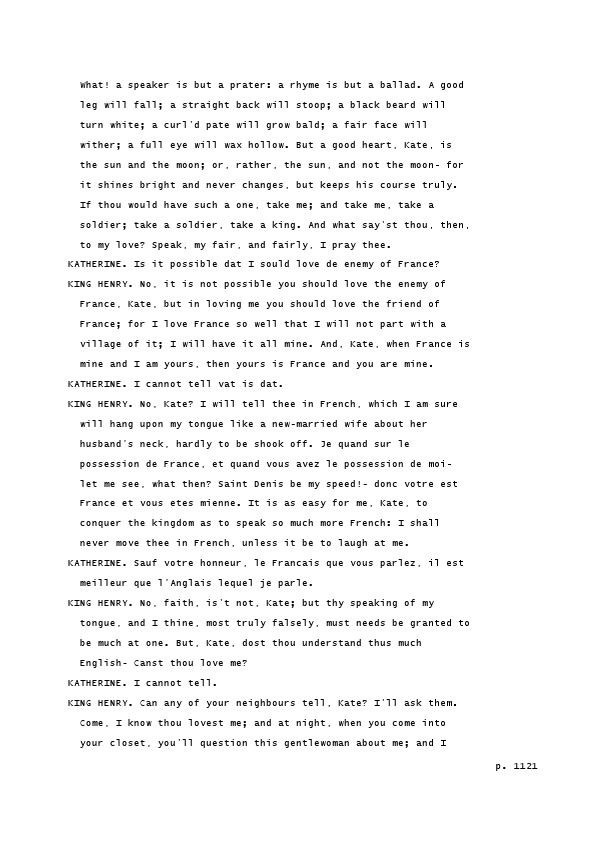 What! a speaker is but a prater: a rhyme is but a ballad. A good
leg will fall; a straight back will stoop; a black beard will
turn white; a curl'd pate will grow bald; a fair face will
wither; a full eye will wax hollow. But a good heart, Kate, is
the sun and the moon; or, rather, the sun, and not the moon- for
it shines bright and never changes, but keeps his course truly.
If thou would have such a one, take me; and take me, take a
soldier; take a soldier, take a king. And what say'st thou, then,
to my love? Speak, my fair, and fairly, I pray thee.
KATHERINE. Is it possible dat I sould love de enemy of France?
KING HENRY. No, it is not possible you should love the enemy of
France, Kate, but in loving me you should love the friend of
France; for I love France so well that I will not part with a
village of it; I will have it all mine. And, Kate, when France is
mine and I am yours, then yours is France and you are mine.
KATHERINE. I cannot tell vat is dat.
KING HENRY. No, Kate? I will tell thee in French, which I am sure
will hang upon my tongue like a new-married wife about her
husband's neck, hardly to be shook off. Je quand sur le
possession de France, et quand vous avez le possession de moi-
let me see, what then? Saint Denis be my speed!- donc votre est
France et vous etes mienne. It is as easy for me, Kate, to
conquer the kingdom as to speak so much more French: I shall
never move thee in French, unless it be to laugh at me.
KATHERINE. Sauf votre honneur, le Francais que vous parlez, il est
meilleur que l'Anglais lequel je parle.
KING HENRY. No, faith, is't not, Kate; but thy speaking of my
tongue, and I thine, most truly falsely, must needs be granted to
be much at one. But, Kate, dost thou understand thus much
English- Canst thou love me?
KATHERINE. I cannot tell.
KING HENRY. Can any of your neighbours tell, Kate? I'll ask them.
Come, I know thou lovest me; and at night, when you come into
your closet, you'll question this gentlewoman about me; and I
p. 1121